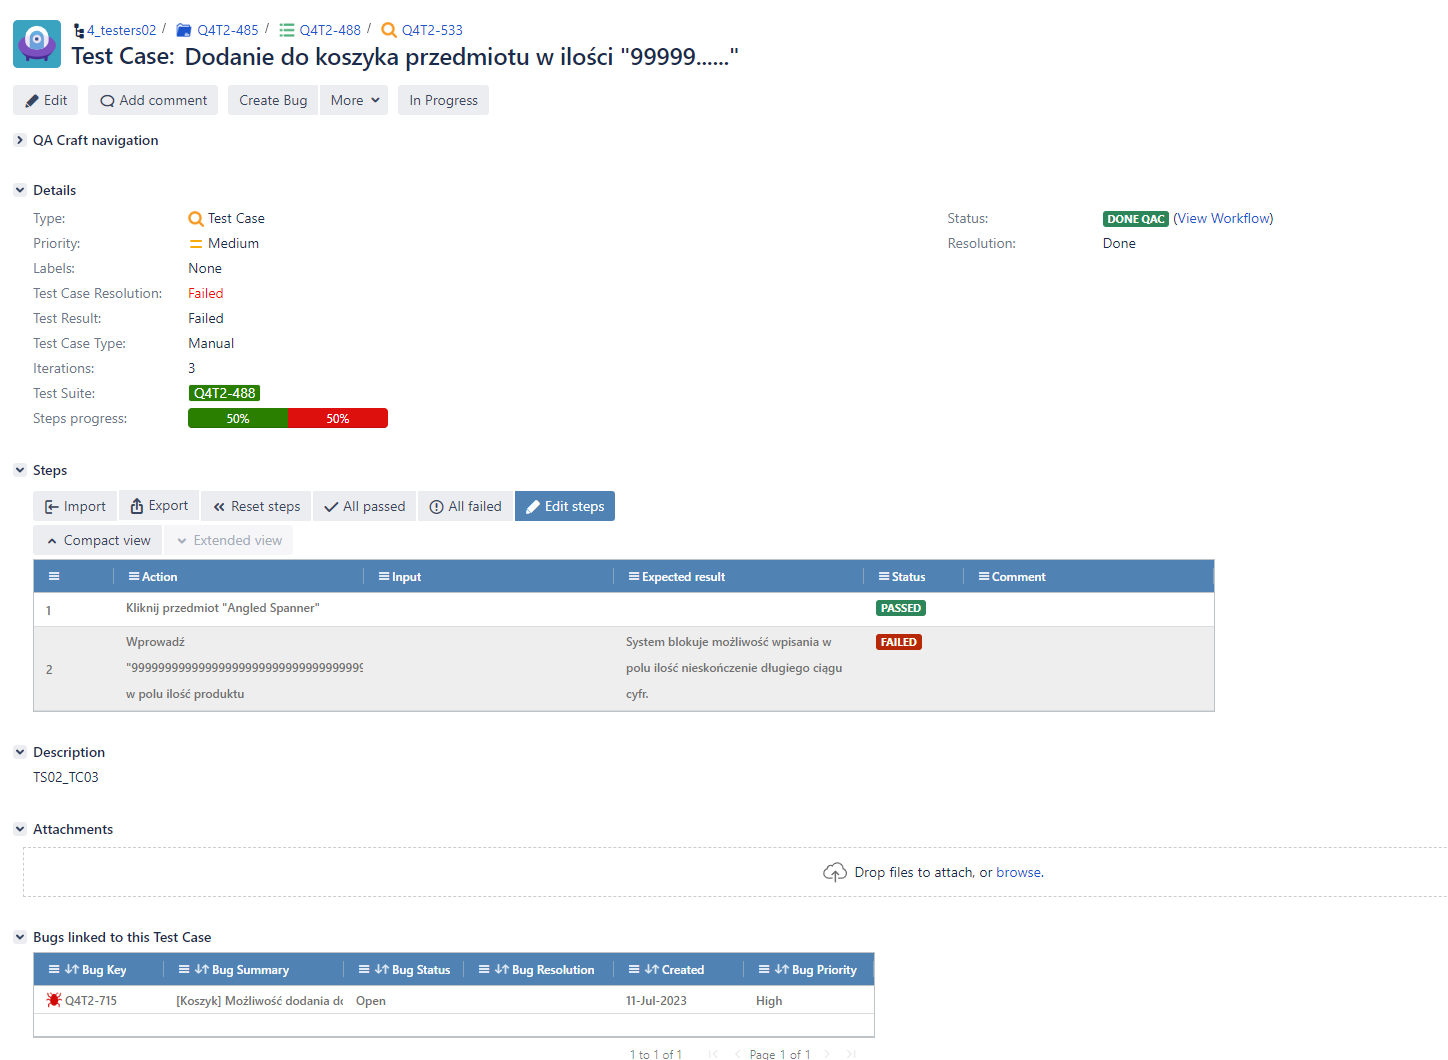 4_testers02 / Q4T2-485 / Q4T2-488 / Q4T2-533
Test Case: Dodanie do koszyka przedmiotu w ilości "99999......"
Edit Add comment Create Bug More In Progress
QA Craft navigation
Details
Type: Test Case Status: DONE QAC (View Workflow)
Priority: Medium Resolution: Done
Labels: None
Test Case Resolution: Failed
Test Result: Failed
Test Case Type: Manual
Iterations: 3
Test Suite: Q4T2-488
Steps progress: 50% 50%
Steps
Import Export Reset steps All passed All failed Edit steps
Compact view Extended view
Action Input Expected result Status Comment
1 Kliknij przedmiot "Angled Spanner" PASSED
Wprowadź System blokuje możliwość wpisania w FAILED
2 polu ilość nieskończenie długiego ciągu
w polu ilość produktu cyfr.
Description
TS02_TC03
Attachments
Drop files to attach, or browse.
Bugs linked to this Test Case
Bug Key Bug Summary Bug Status Bug Resolution Created Bug Priority
Q4T2-715 [Koszyk] Możliwość dodania Open 11-Jul-2023 High
1 to 1 of 1 Page 1 of 1